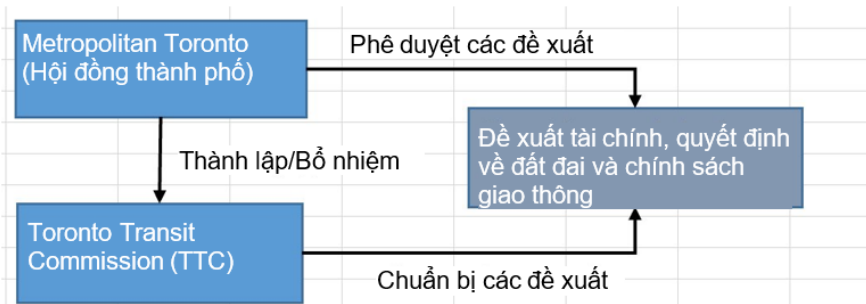 Metropolitan Toronto
(Hội đồng thành phố)
Phê duyệt các đề xuất
Đề xuất tài chính, quyết định
về đất đai và chính sách
giao thông
Thành lập/Bổ nhiệm
Toronto Transit
Commission (TTC)
Chuẩn bị các đề xuất